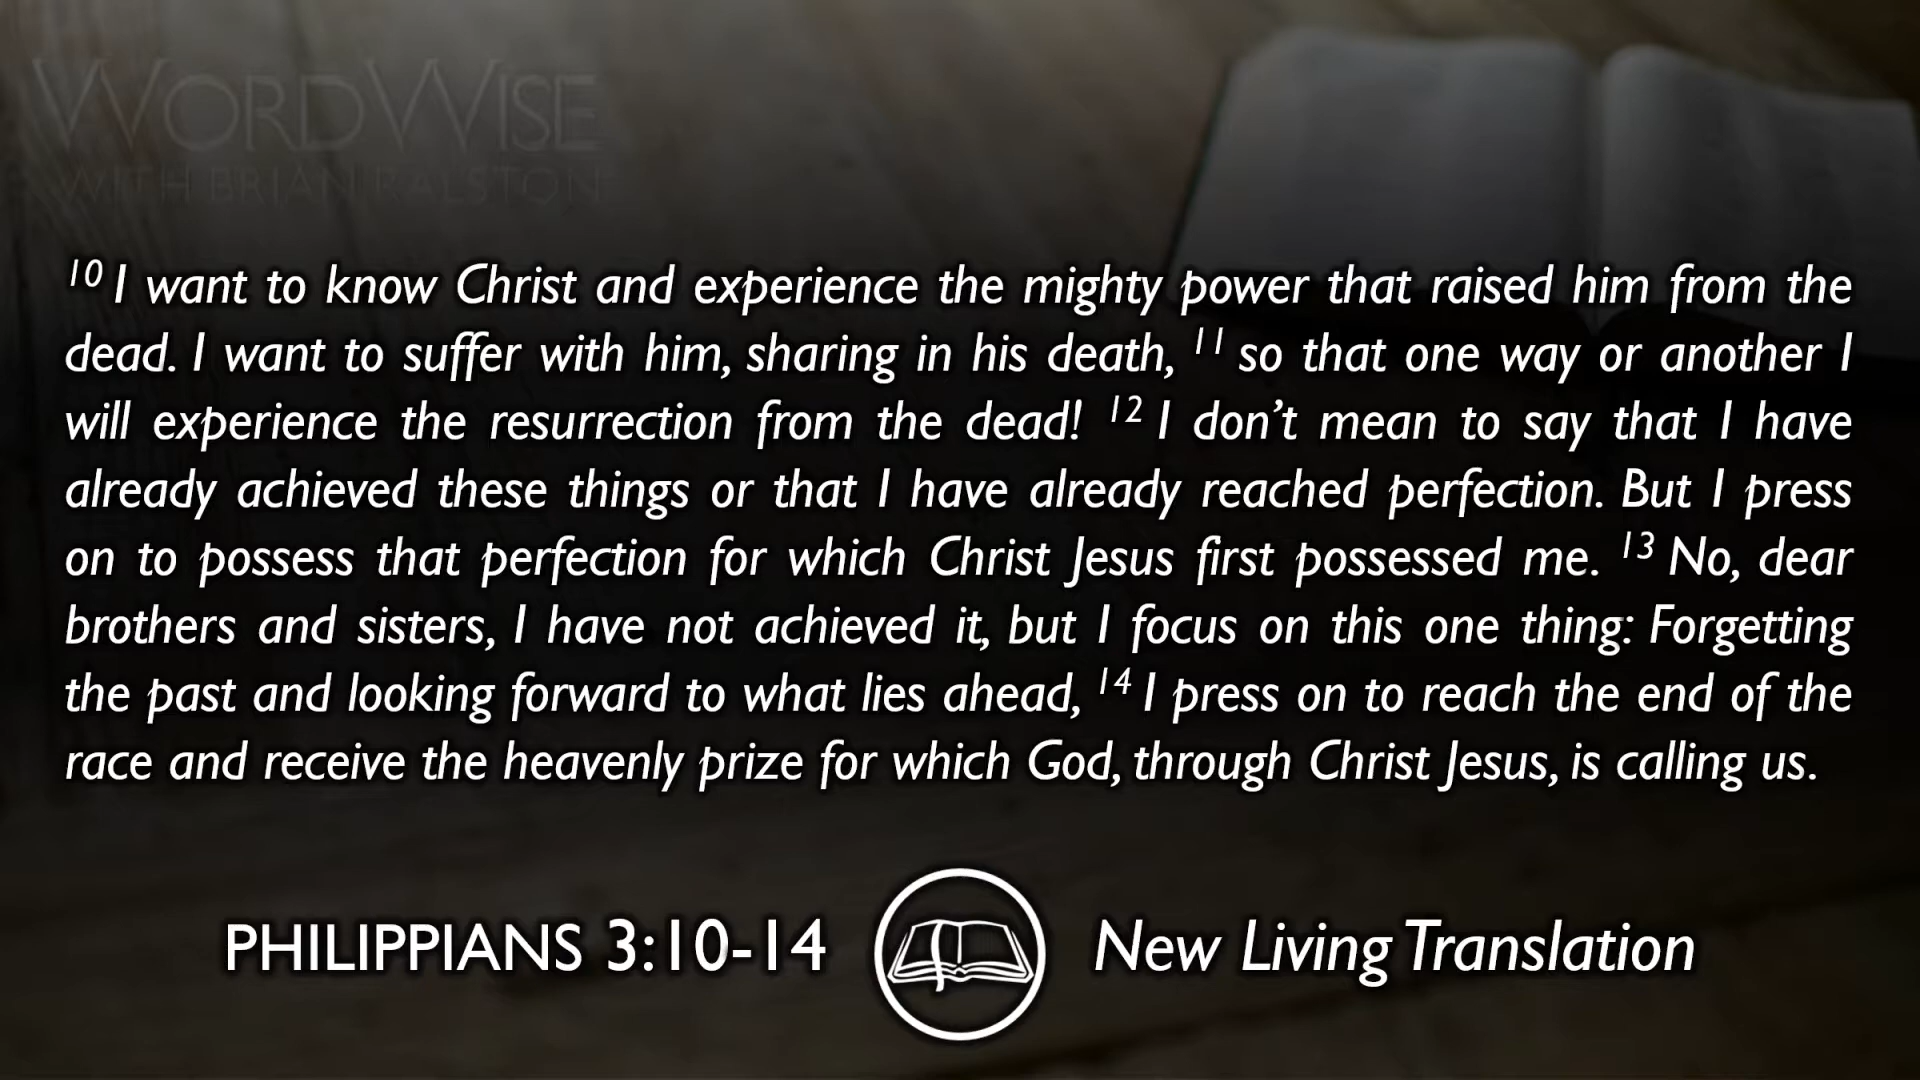 WORDWISE
WITH BRIAN RALSTON
10 I want to know Christ and experience the mighty power that raised him from the
dead. I want to suffer with him, sharing in his death, 11 so that one way or another I
will experience the resurrection from the dead! 12 I don’t mean to say that I have
already achieved these things or that I have already reached perfection. But I press
on to possess that perfection for which Christ Jesus first possessed me. 13 No, dear
brothers and sisters, I have not achieved it, but I focus on this one thing: Forgetting
the past and looking forward to what lies ahead, 14 I press on to reach the end of the
race and receive the heavenly prize for which God, through Christ Jesus, is calling us.
PHILIPPIANS 3:10-14 New Living Translation